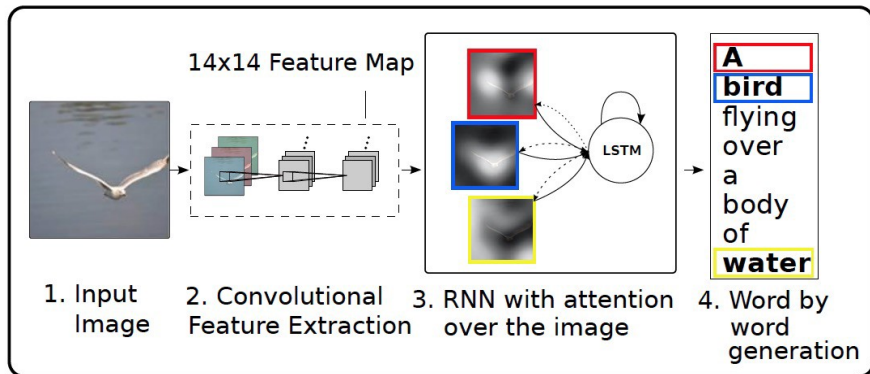 14x14 Feature Map
LSTM
A
bird
flying
over
a
body
of
water
1. Input
Image
2. Convolutional
Feature Extraction
3. RNN with attention
over the image
4. Word by
word
generation